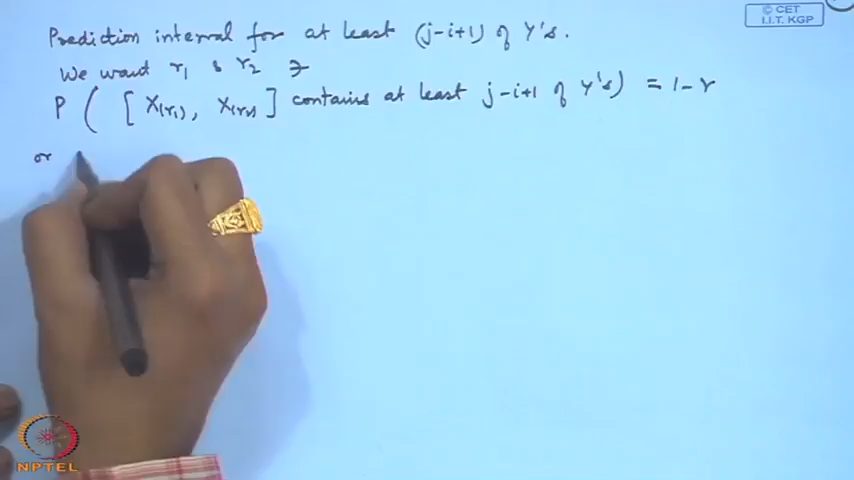 © CET
I.I.T. KGP
Prediction interval for at least (j-i+1) of Y's.
We want r₁ & r₂ ∋
P ( [ X(r₁), X(r₂) ] contains at least j-i+1 of Y's) = 1-r
or
NPTEL